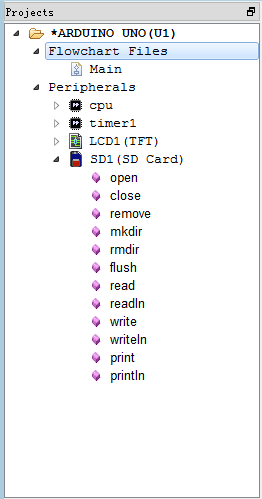 Projects
*ARDUINO UNO(U1)
Flowchart Files
Main
Peripherals
cpu
timer1
LCD1(TFT)
SD1(SD Card)
open
close
remove
mkdir
rmdir
flush
read
readln
write
writeln
print
println